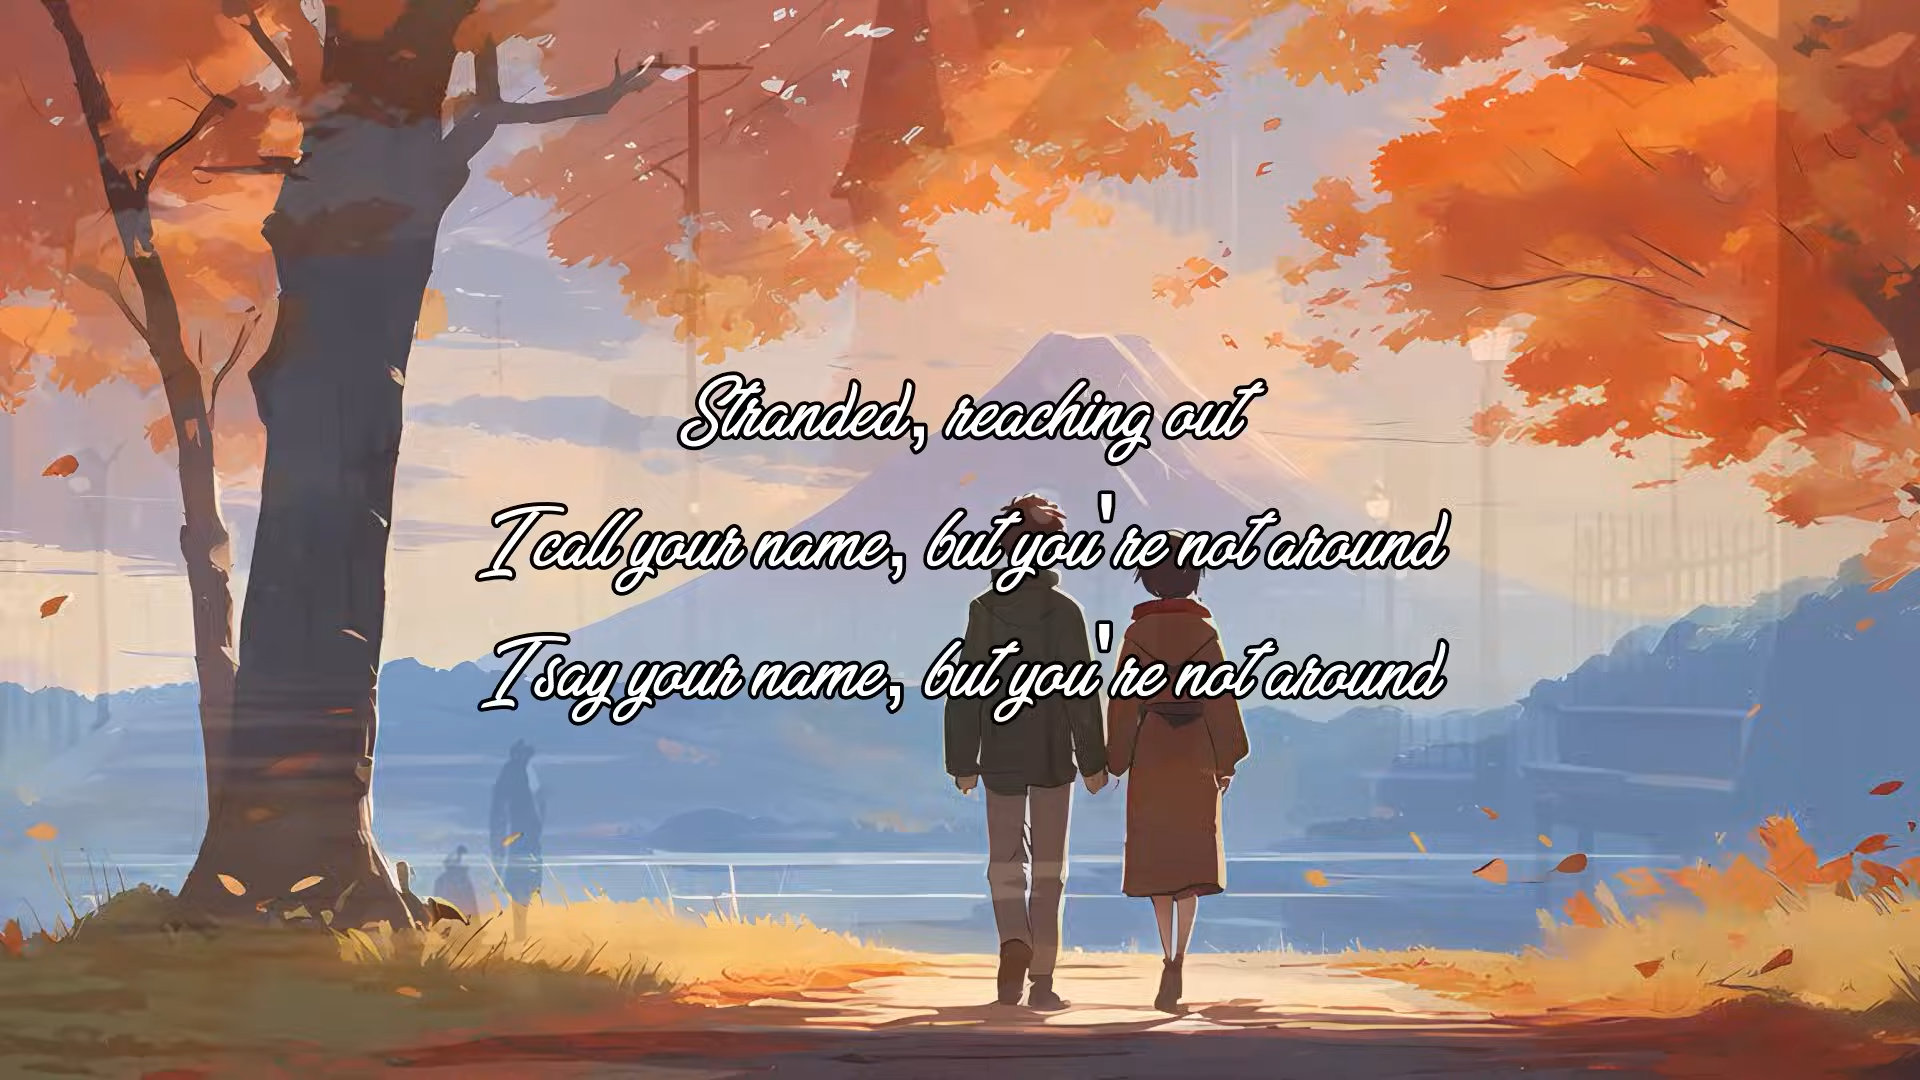 Stranded, reaching out
I call your name, but you're not around
I say your name, but you're not around